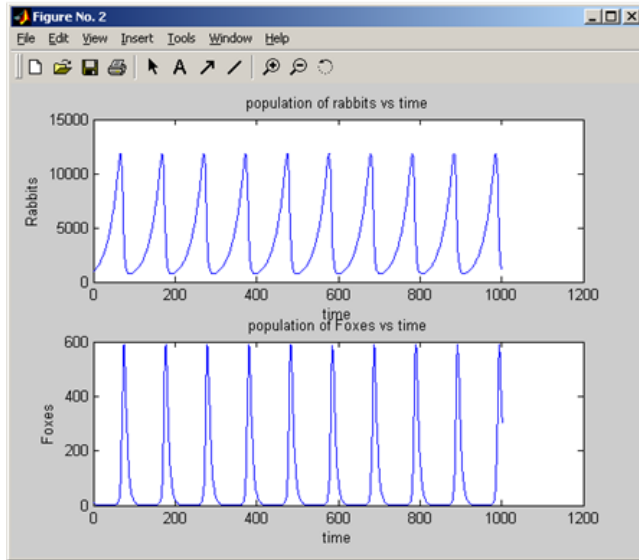 Figure No. 2
File Edit View Insert Tools Window Help
A
population of rabbits vs time
15000
10000
5000
0
Rabbits
0 200 400 600 800 1000 1200
time
population of Foxes vs time
600
400
200
0
Foxes
0 200 400 600 800 1000 1200
time